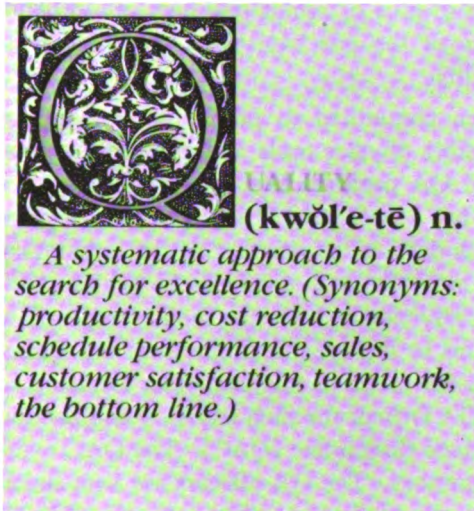 QUALITY
(kwŏl′e-tē) n.
A systematic approach to the
search for excellence. (Synonyms:
productivity, cost reduction,
schedule performance, sales,
customer satisfaction, teamwork,
the bottom line.)